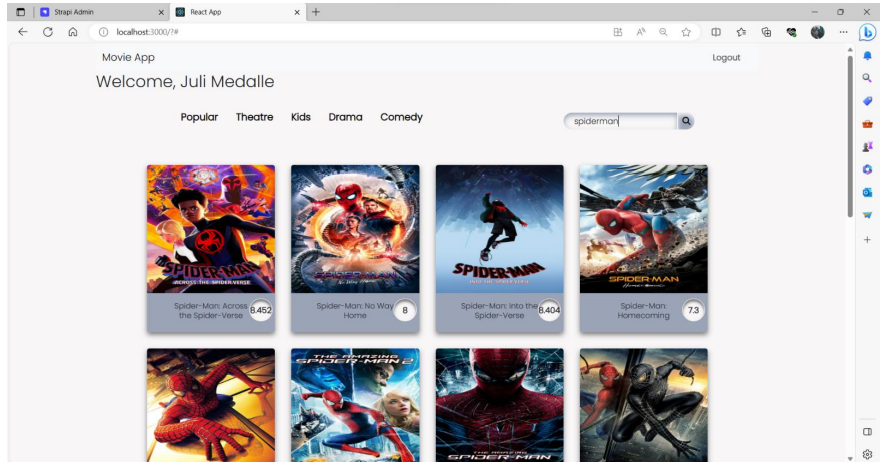 Strapi Admin
React App
localhost:3000/?#
Movie App
Logout
Welcome, Juli Medalle
Popular Theatre Kids Drama Comedy
spiderman
SPIDER-MAN
ACROSS THE SPIDER-VERSE
SPIDER-MAN
No Way Home
SPIDER-MAN
INTO THE SPIDER-VERSE
SPIDER-MAN
HOMECOMING
Spider-Man: Across
the Spider-Verse
8.452
Spider-Man: No Way
Home
8
Spider-Man: Into the
Spider-Verse
8.404
Spider-Man:
Homecoming
7.3
THE AMAZING
SPIDER-MAN 2
THE AMAZING
SPIDER-MAN